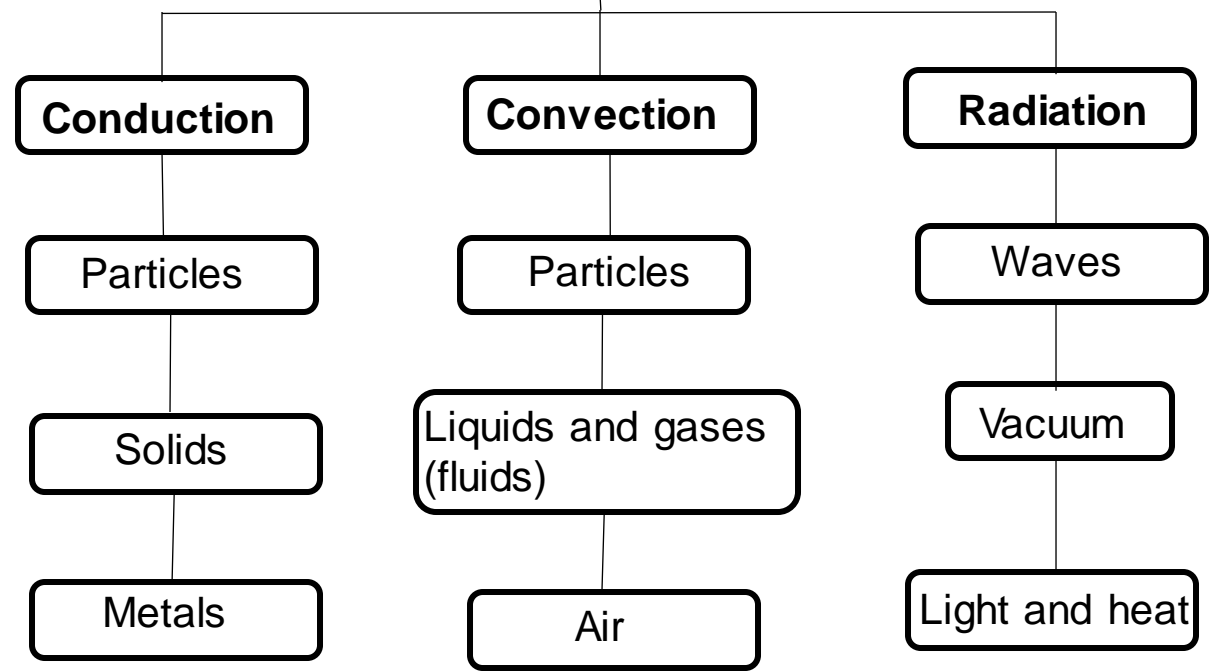 Conduction
Convection
Radiation
Particles
Particles
Waves
Solids
Liquids and gases
(fluids)
Vacuum
Metals
Air
Light and heat